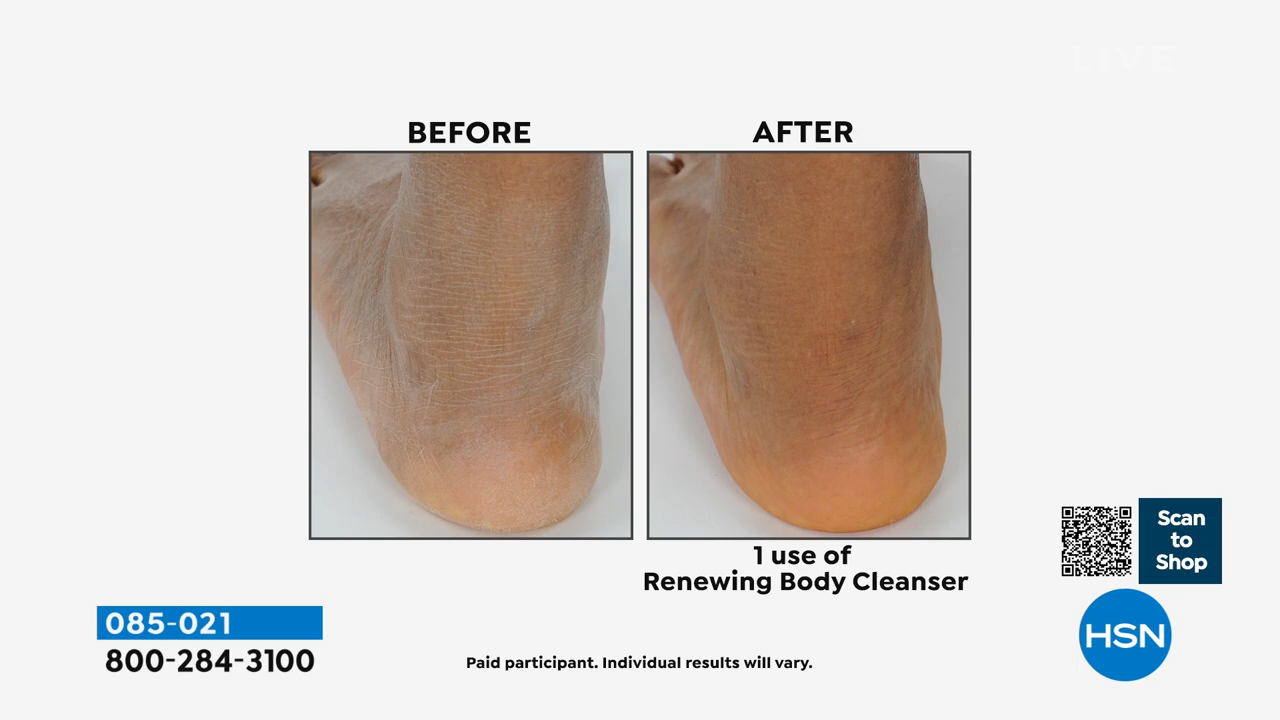 LIVE
BEFORE
AFTER
1 use of
Renewing Body Cleanser
Scan
to
Shop
085-021
800-284-3100
Paid participant. Individual results will vary.
HSN